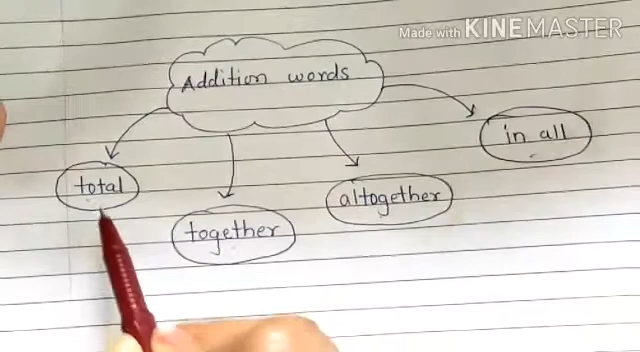 Made with KINEMASTER
Addition words
in all
total
altogether
together